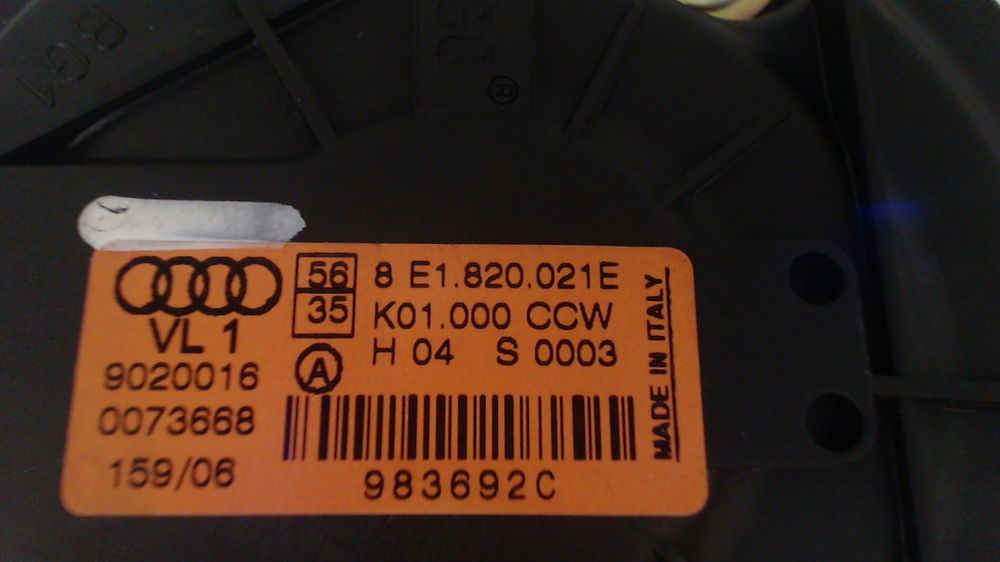 BG1
®
VL 1
9020016
0073668
159/06
56
35
A
8 E1.820.021E
K01.000 CCW
H 04 S 0003
983692C
MADE IN ITALY